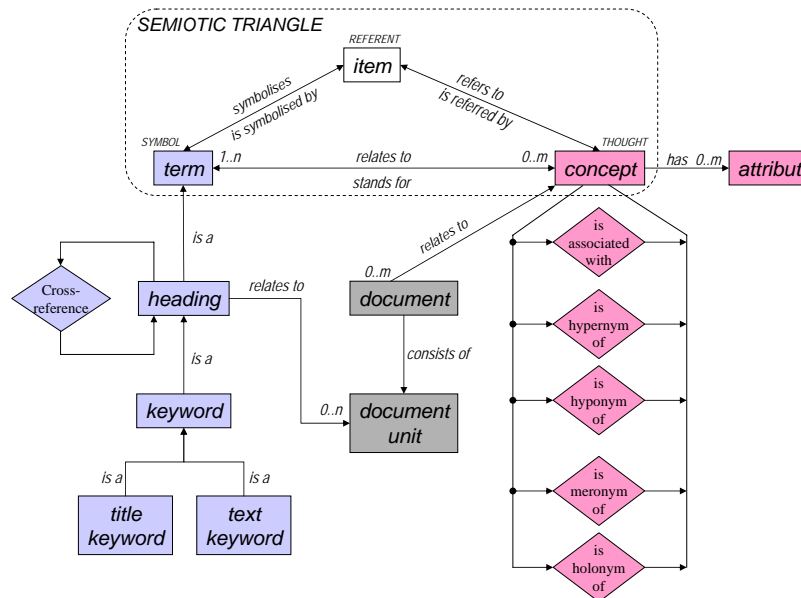 SEMIOTIC TRIANGLE
REFERENT
item
symbolises
is symbolised by
refers to
is referred by
SYMBOL
THOUGHT
term
1..n
relates to
0..m
concept
has 0..m
attribut
stands for
is a
relates to
0..m
is
associated
with
Cross-
reference
heading
relates to
document
is
hypernym
of
is a
consists of
keyword
0..n
document
unit
is
hyponym
of
is a
is a
title
keyword
text
keyword
is
meronym
of
is
holonym
of